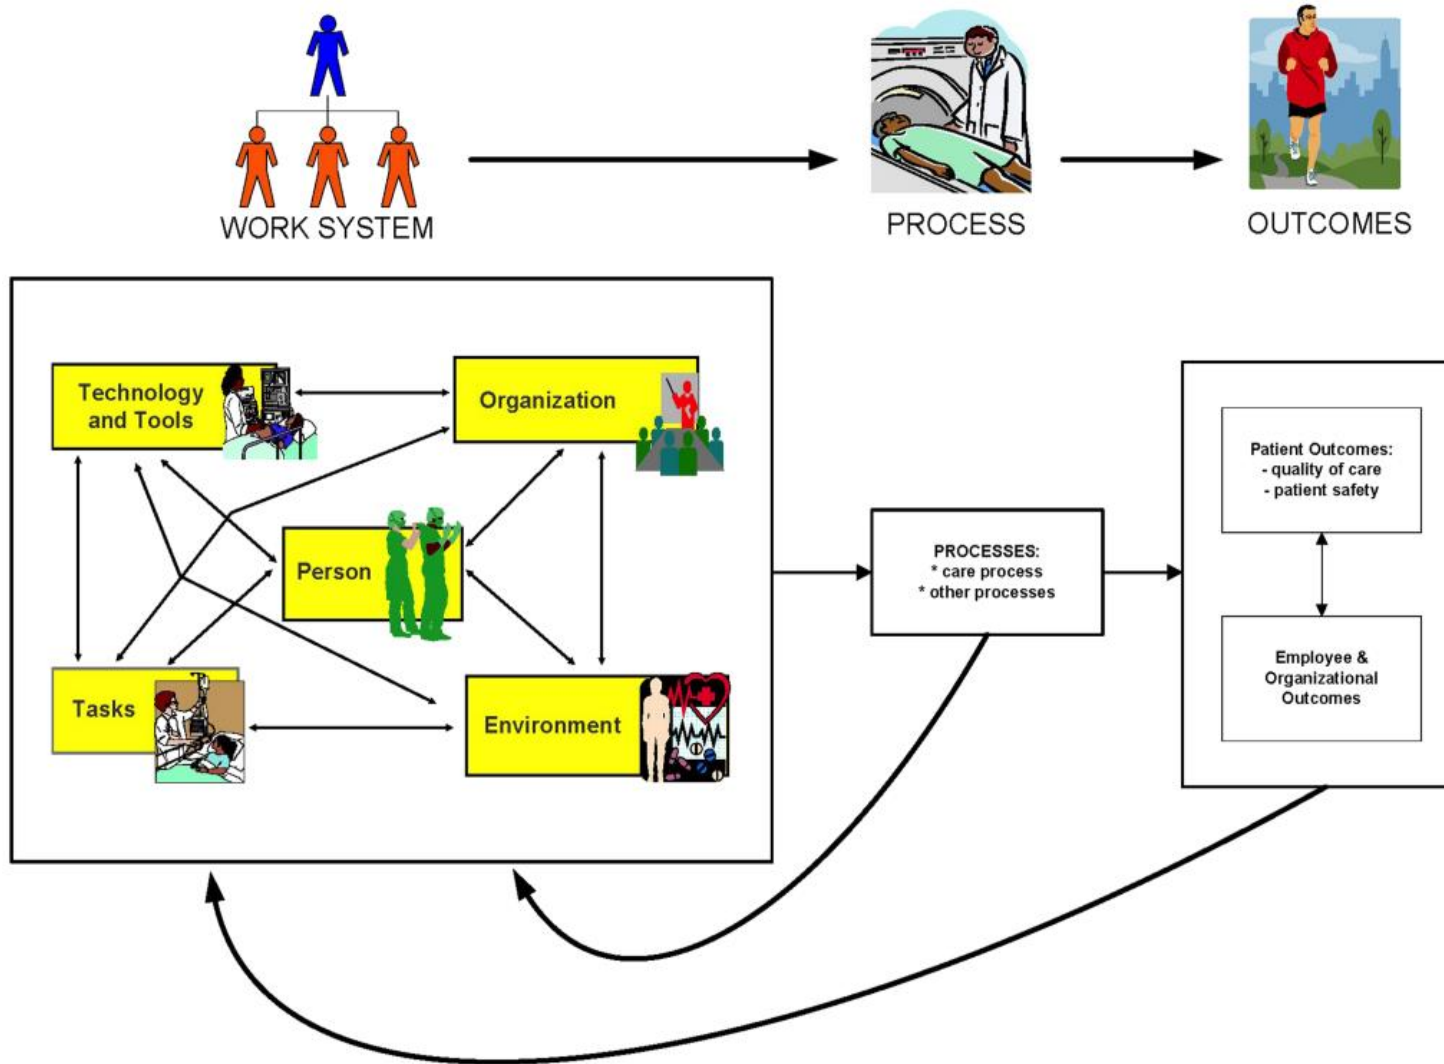 WORK SYSTEM
PROCESS
OUTCOMES
Technology
and Tools
Organization
Person
Tasks
Environment
PROCESSES:
* care process
* other processes
Patient Outcomes:
- quality of care
- patient safety
Employee &
Organizational
Outcomes